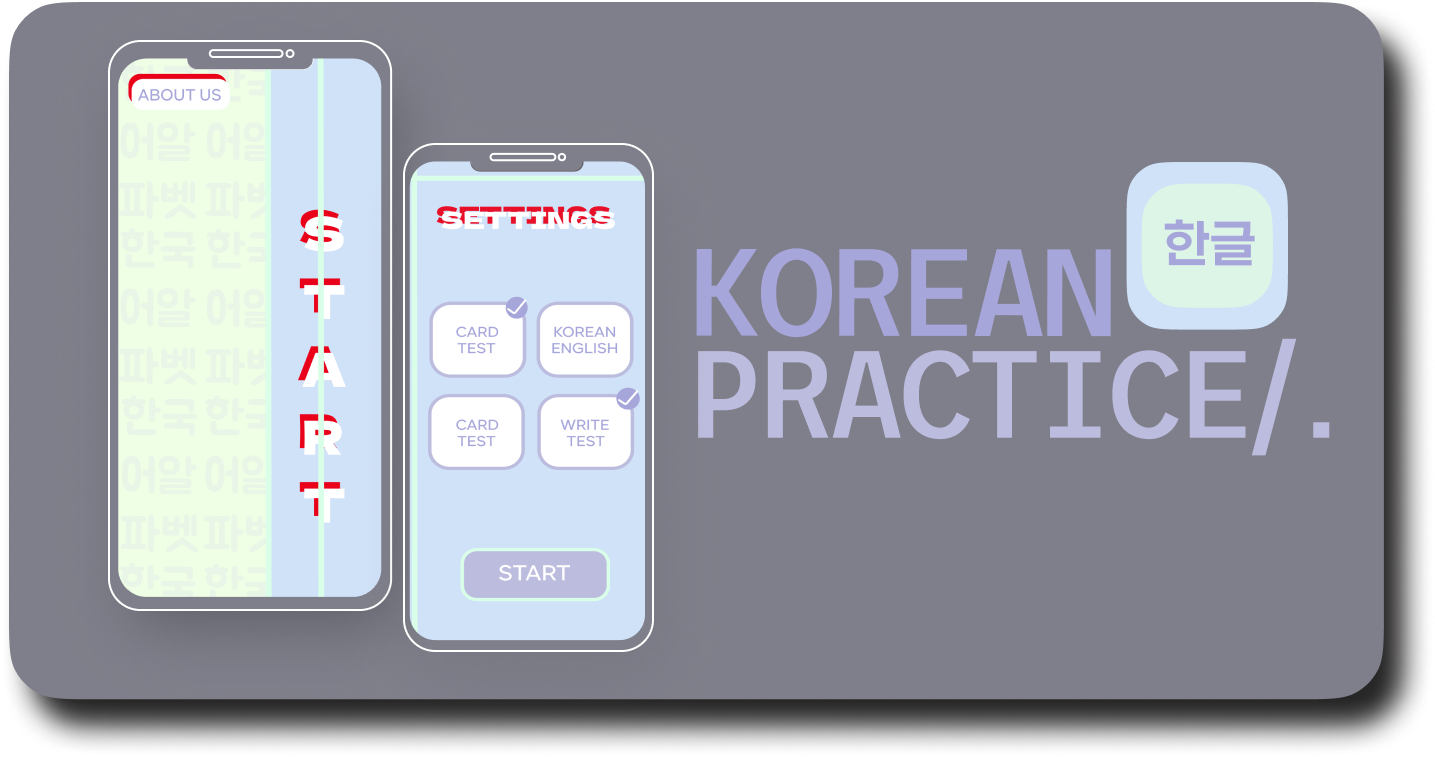 ABOUT US
어알 어알
파벳 파벳
한국 한국
어알 어알
파벳 파벳
한국 한국
어알 어알
파벳 파벳
한국 한국
START
SETTINGS
CARD
TEST
KOREAN
ENGLISH
CARD
TEST
WRITE
TEST
START
한글
KOREAN
PRACTICE/.